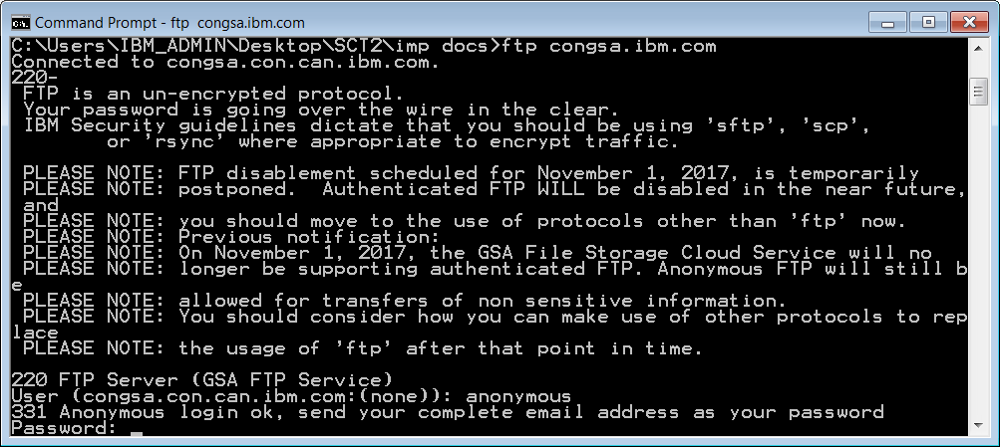 Command Prompt - ftp congsa.ibm.com
C:\Users\IBM_ADMIN\Desktop\SCT2\imp docs>ftp congsa.ibm.com
Connected to congsa.con.can.ibm.com.
220-
FTP is an un-encrypted protocol.
Your password is going over the wire in the clear.
IBM Security guidelines dictate that you should be using 'sftp', 'scp',
or 'rsync' where appropriate to encrypt traffic.
PLEASE NOTE: FTP disablement scheduled for November 1, 2017, is temporarily
PLEASE NOTE: postponed.  Authenticated FTP WILL be disabled in the near future,
and
PLEASE NOTE: you should move to the use of protocols other than 'ftp' now.
PLEASE NOTE: Previous notification:
PLEASE NOTE: On November 1, 2017, the GSA File Storage Cloud Service will no
PLEASE NOTE: longer be supporting authenticated FTP. Anonymous FTP will still b
e
PLEASE NOTE: allowed for transfers of non sensitive information.
PLEASE NOTE: You should consider how you can make use of other protocols to rep
lace
PLEASE NOTE: the usage of 'ftp' after that point in time.
220 FTP Server (GSA FTP Service)
User (congsa.con.can.ibm.com:(none)): anonymous
331 Anonymous login ok, send your complete email address as your password
Password: